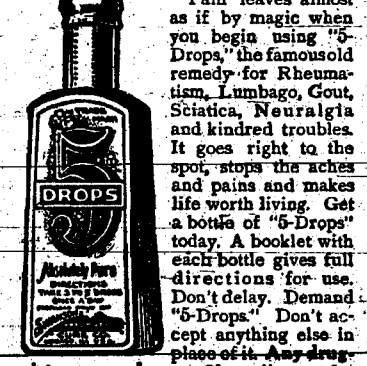 Pain leaves almost
as if by magic when
you begin using "5-
Drops," the famous old
remedy for Rheuma-
tism, Lumbago, Gout,
Sciatica, Neuralgia
and kindred troubles.
It goes right to the
spot, stops the aches
and pains and makes
life worth living. Get
a bottle of "5-Drops"
today. A booklet with
each bottle gives full
directions for use.
Don't delay. Demand
"5-Drops." Don't ac-
cept anything else in
place of it. Any drug-
TRADE
5
DROPS
Absolutely Pure
DIRECTIONS